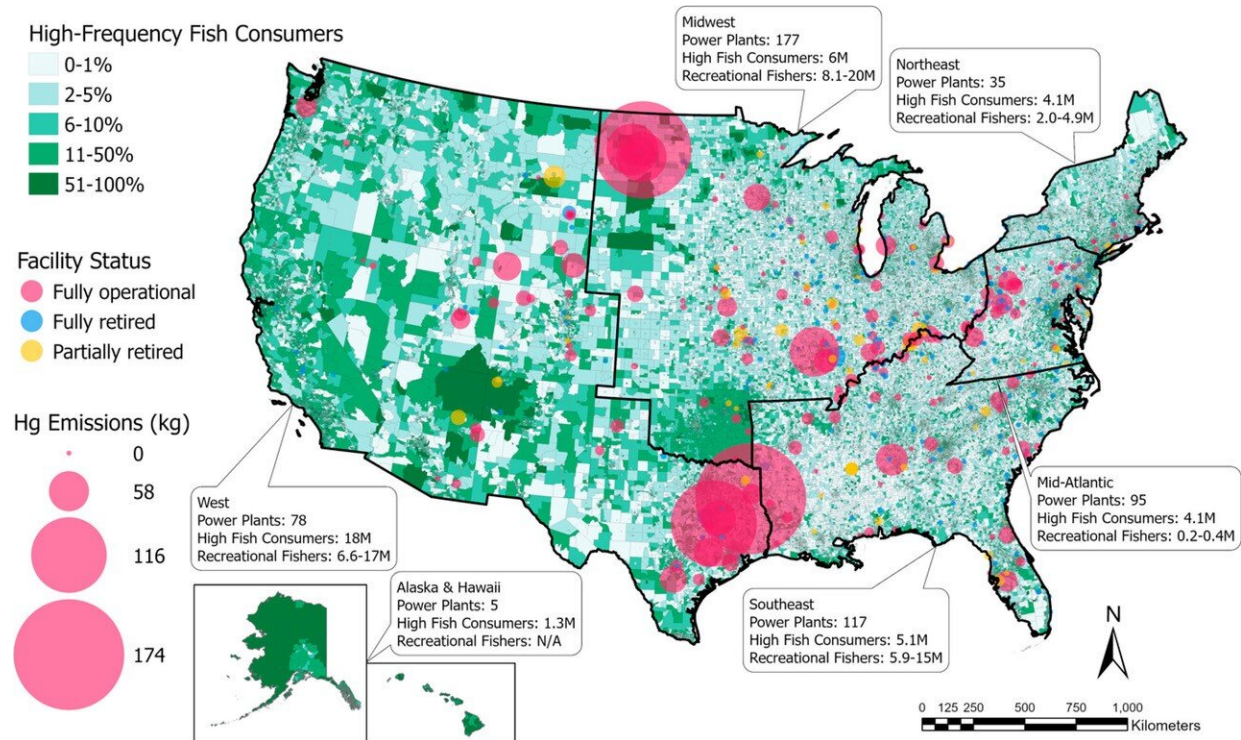 High-Frequency Fish Consumers
0-1%
2-5%
6-10%
11-50%
51-100%
Facility Status
Fully operational
Fully retired
Partially retired
Hg Emissions (kg)
0
58
116
174
Midwest
Power Plants: 177
High Fish Consumers: 6M
Recreational Fishers: 8.1-20M
Northeast
Power Plants: 35
High Fish Consumers: 4.1M
Recreational Fishers: 2.0-4.9M
West
Power Plants: 78
High Fish Consumers: 18M
Recreational Fishers: 6.6-17M
Alaska & Hawaii
Power Plants: 5
High Fish Consumers: 1.3M
Recreational Fishers: N/A
Southeast
Power Plants: 117
High Fish Consumers: 5.1M
Recreational Fishers: 5.9-15M
Mid-Atlantic
Power Plants: 95
High Fish Consumers: 4.1M
Recreational Fishers: 0.2-0.4M
N
0 125 250 500 750 1,000
Kilometers